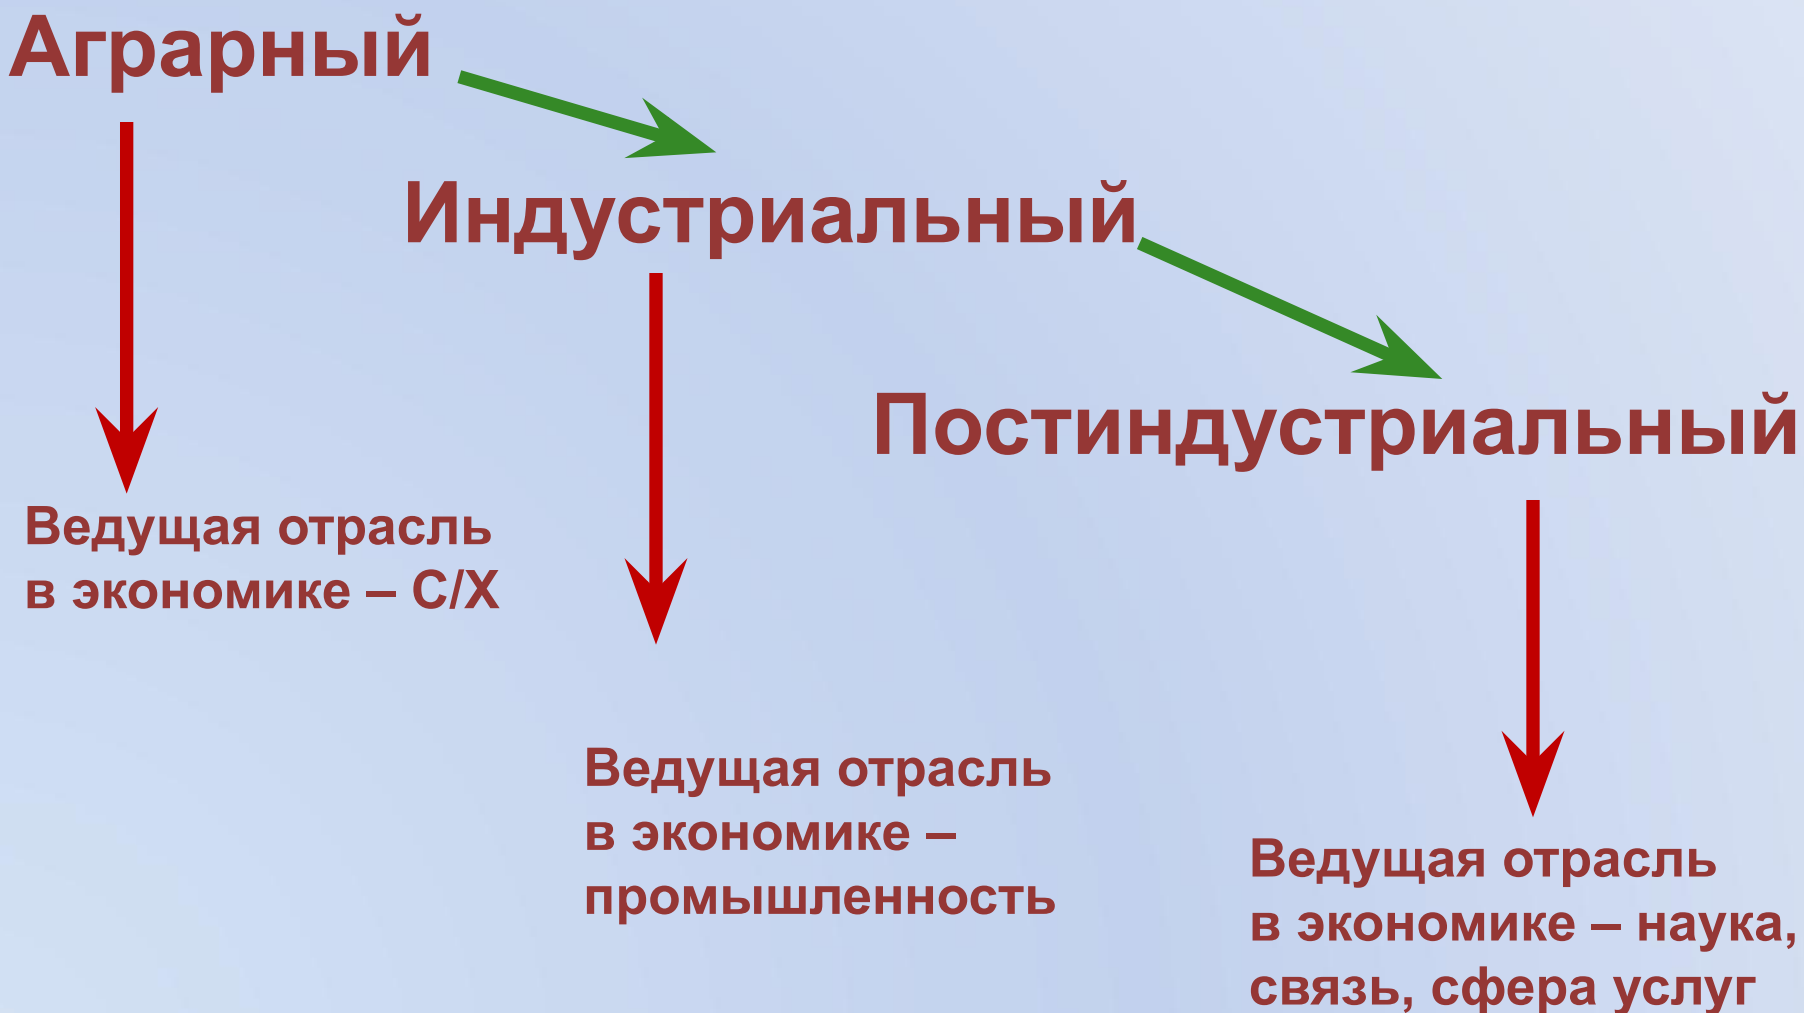 Аграрный
Индустриальный
Постиндустриальный
Ведущая отрасль
в экономике – С/Х
Ведущая отрасль
в экономике –
промышленность
Ведущая отрасль
в экономике – наука,
связь, сфера услуг